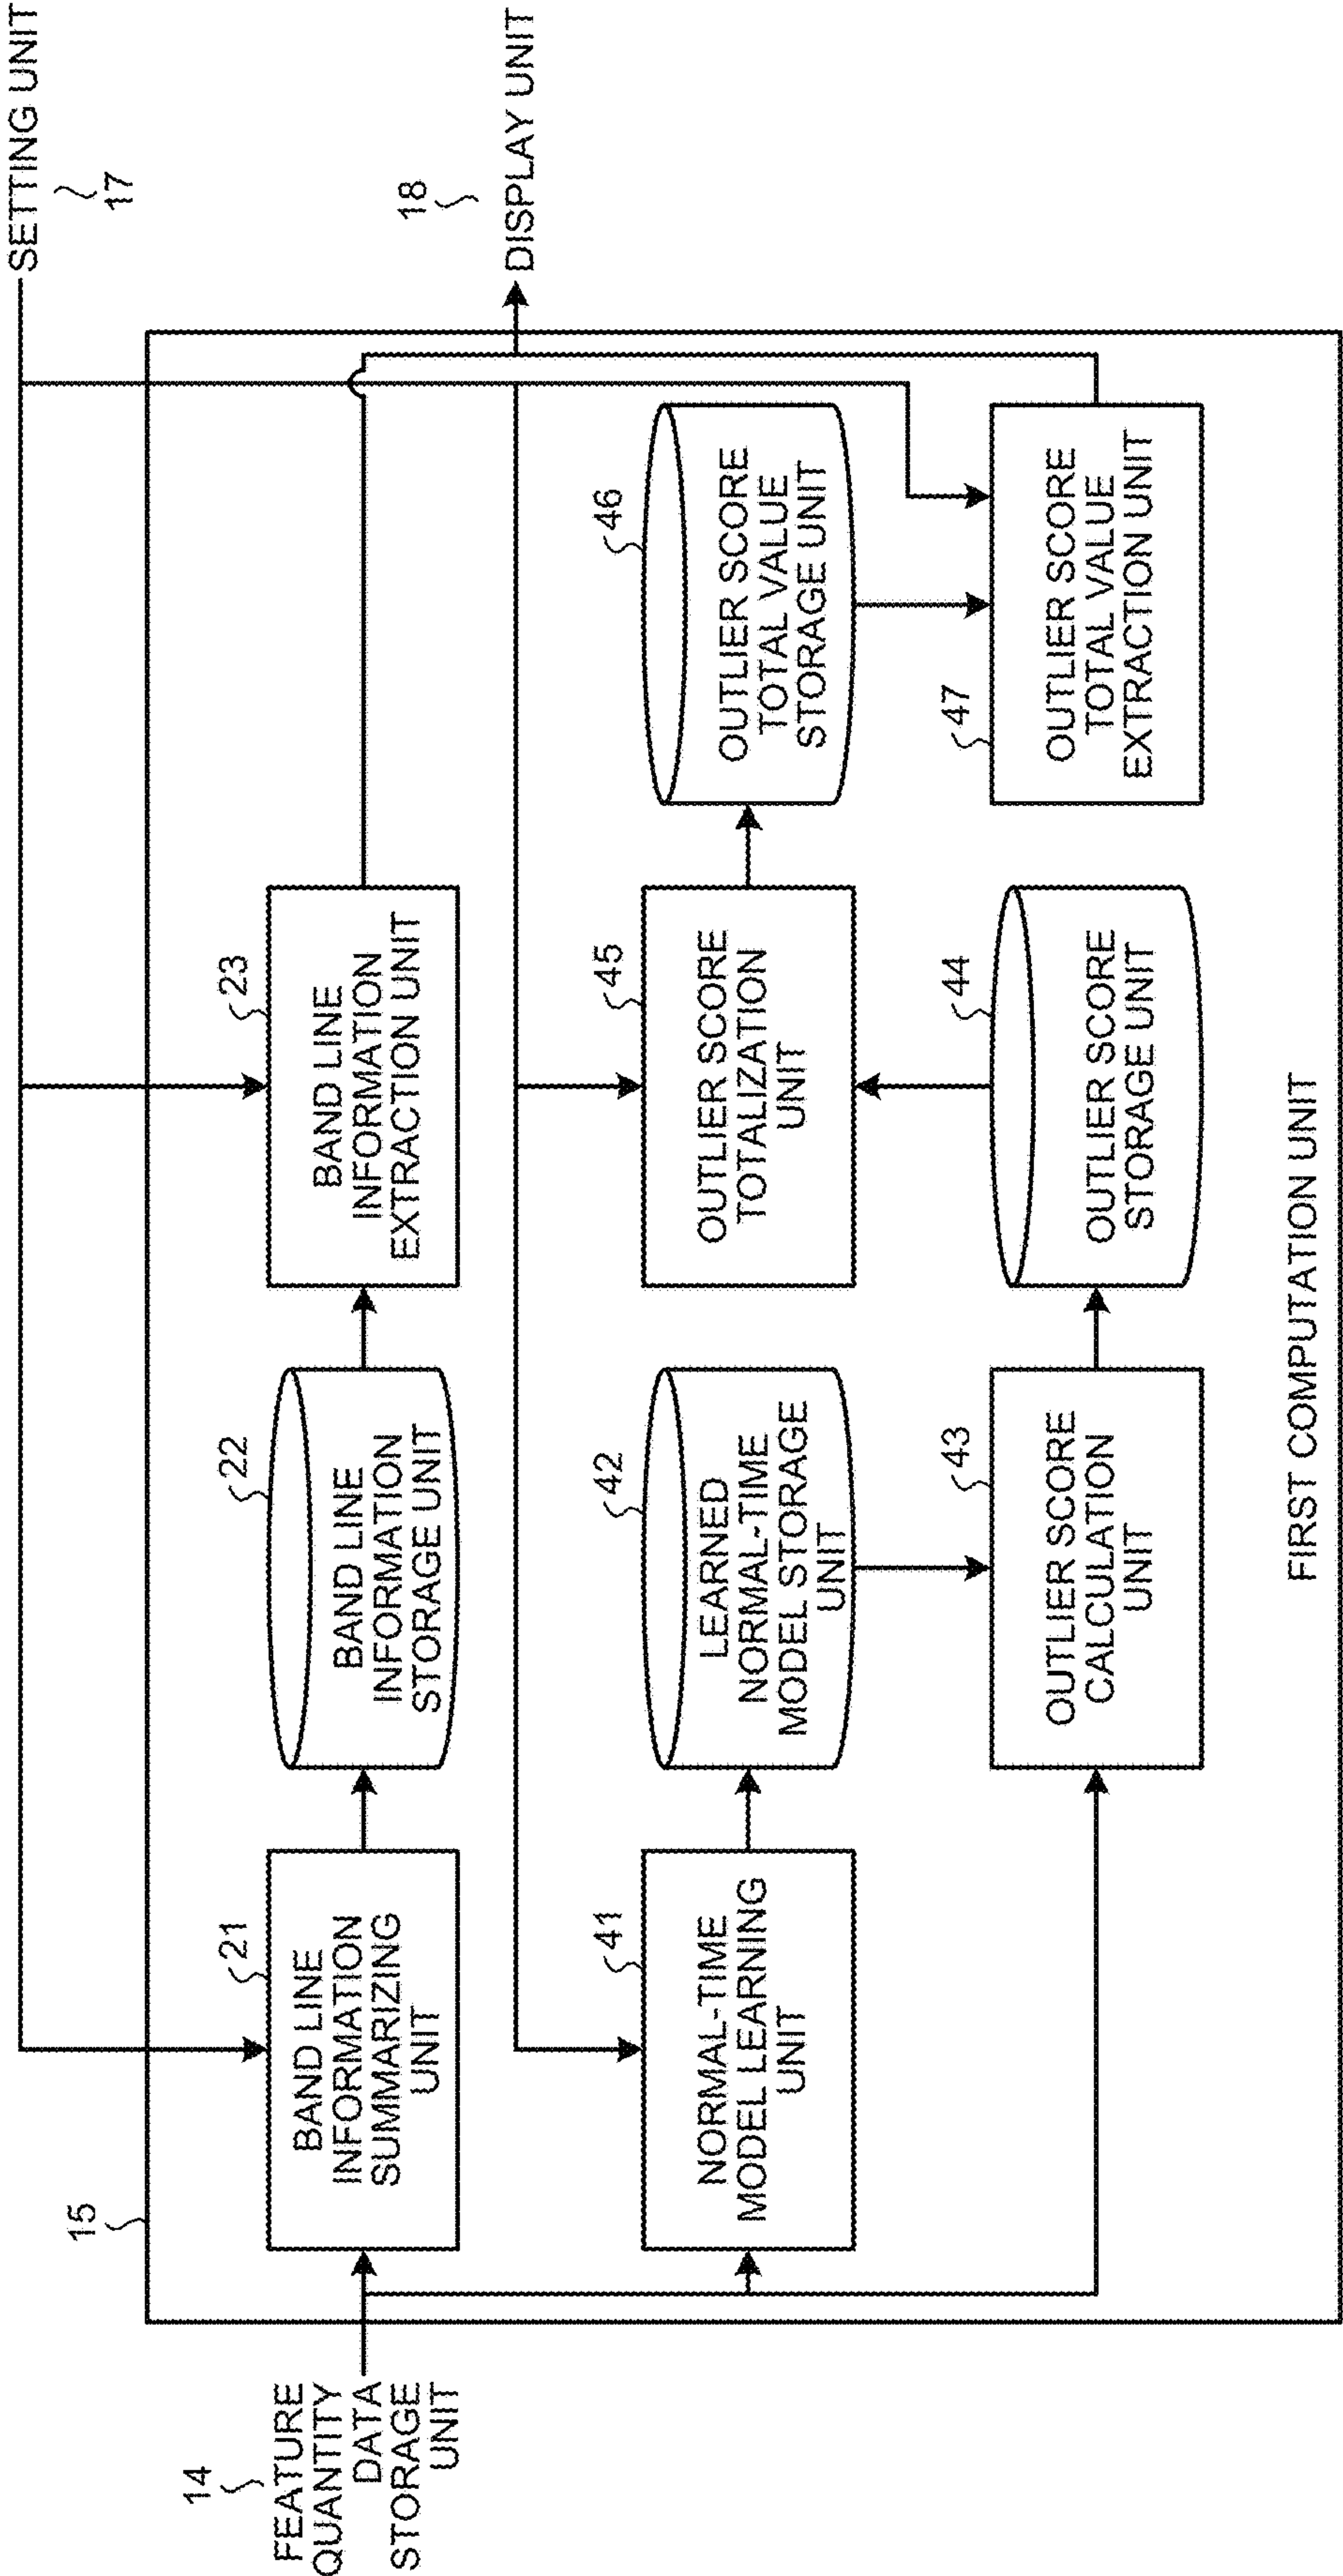 SETTING UNIT
17
18
DISPLAY UNIT
15
14
FEATURE
QUANTITY
DATA
STORAGE
UNIT
21
BAND LINE
INFORMATION
SUMMARIZING
UNIT
22
BAND LINE
INFORMATION
STORAGE UNIT
23
BAND LINE
INFORMATION
EXTRACTION UNIT
41
NORMAL-TIME
MODEL LEARNING
UNIT
42
LEARNED
NORMAL-TIME
MODEL STORAGE
UNIT
45
OUTLIER SCORE
TOTALIZATION
UNIT
46
OUTLIER SCORE
TOTAL VALUE
STORAGE UNIT
43
OUTLIER SCORE
CALCULATION
UNIT
44
OUTLIER SCORE
STORAGE UNIT
47
OUTLIER SCORE
TOTAL VALUE
EXTRACTION UNIT
FIRST COMPUTATION UNIT